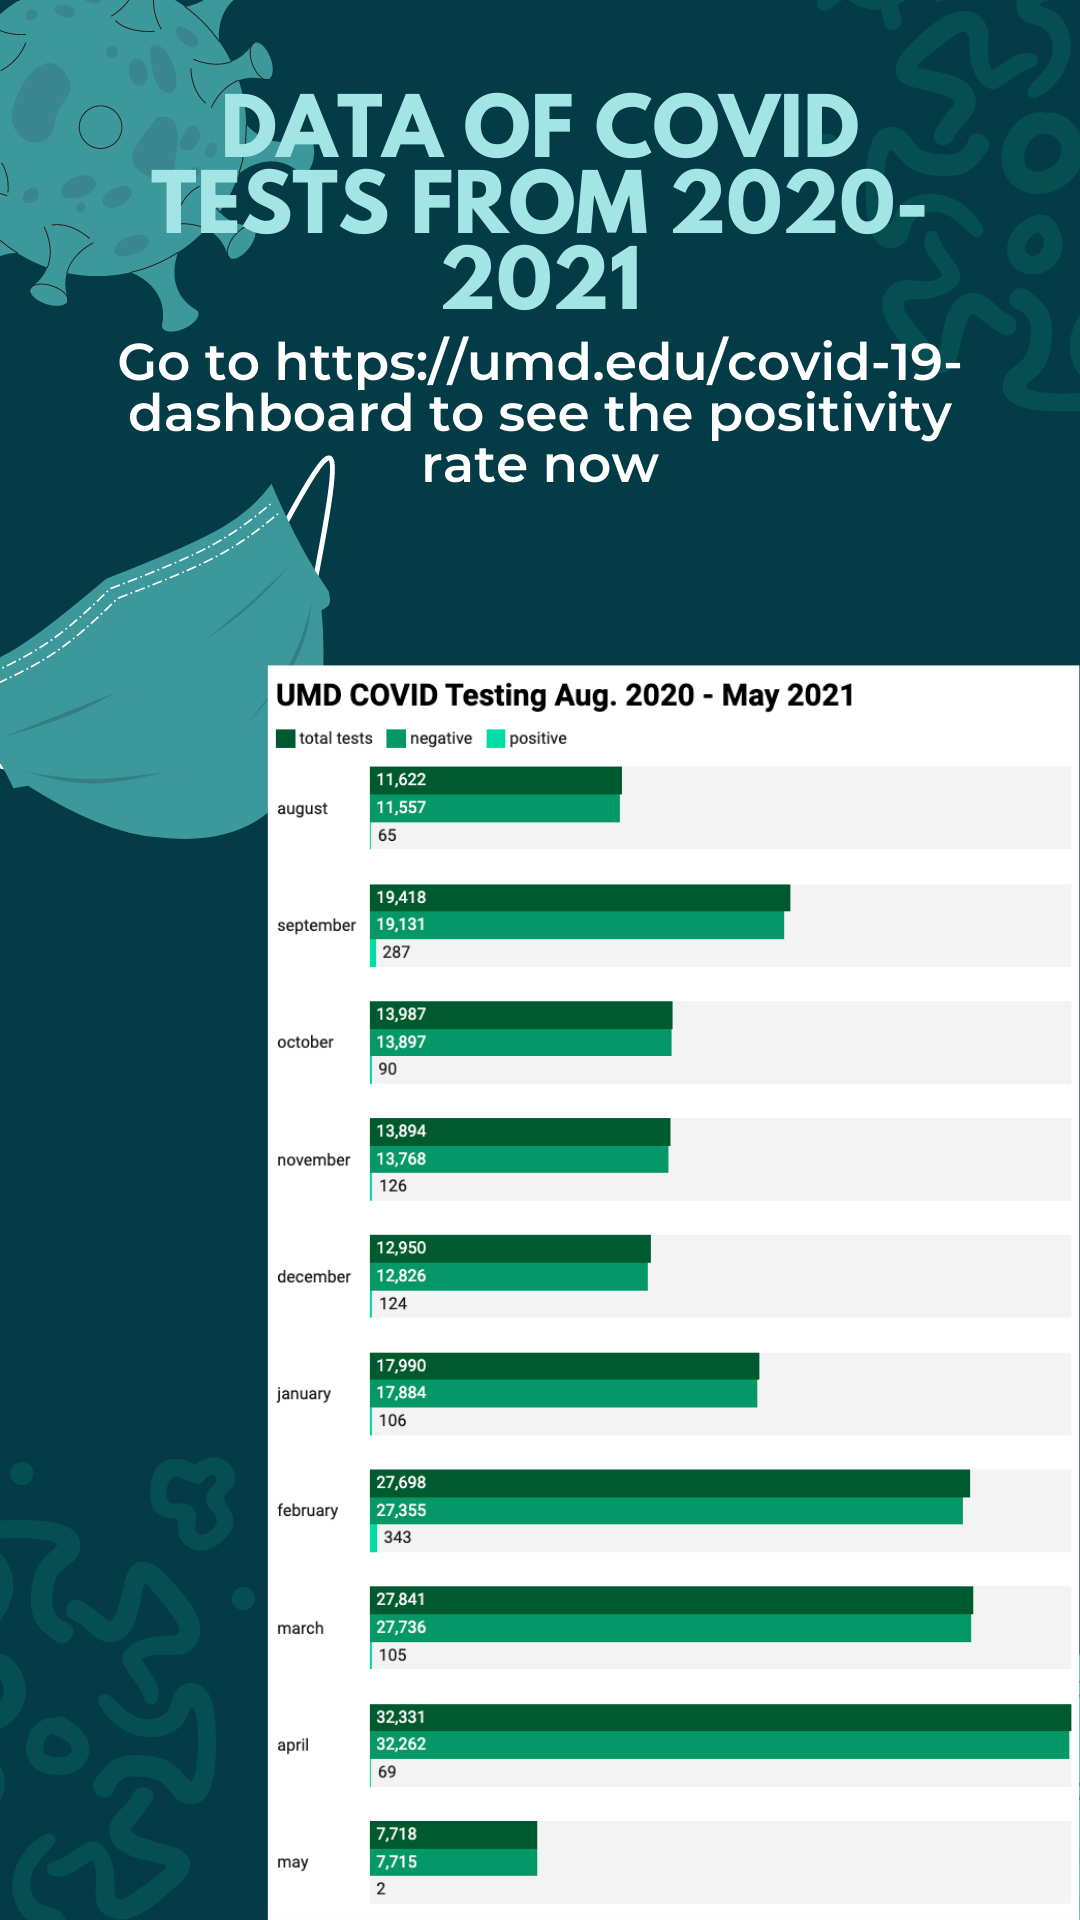 DATA OF COVID
TESTS FROM 2020-
2021
Go to https://umd.edu/covid-19-
dashboard to see the positivity
rate now
UMD COVID Testing Aug. 2020 - May 2021
total tests negative positive
august
11,622
11,557
65
september
19,418
19,131
287
october
13,987
13,897
90
november
13,894
13,768
126
december
12,950
12,826
124
january
17,990
17,884
106
february
27,698
27,355
343
march
27,841
27,736
105
april
32,331
32,262
69
may
7,718
7,715
2